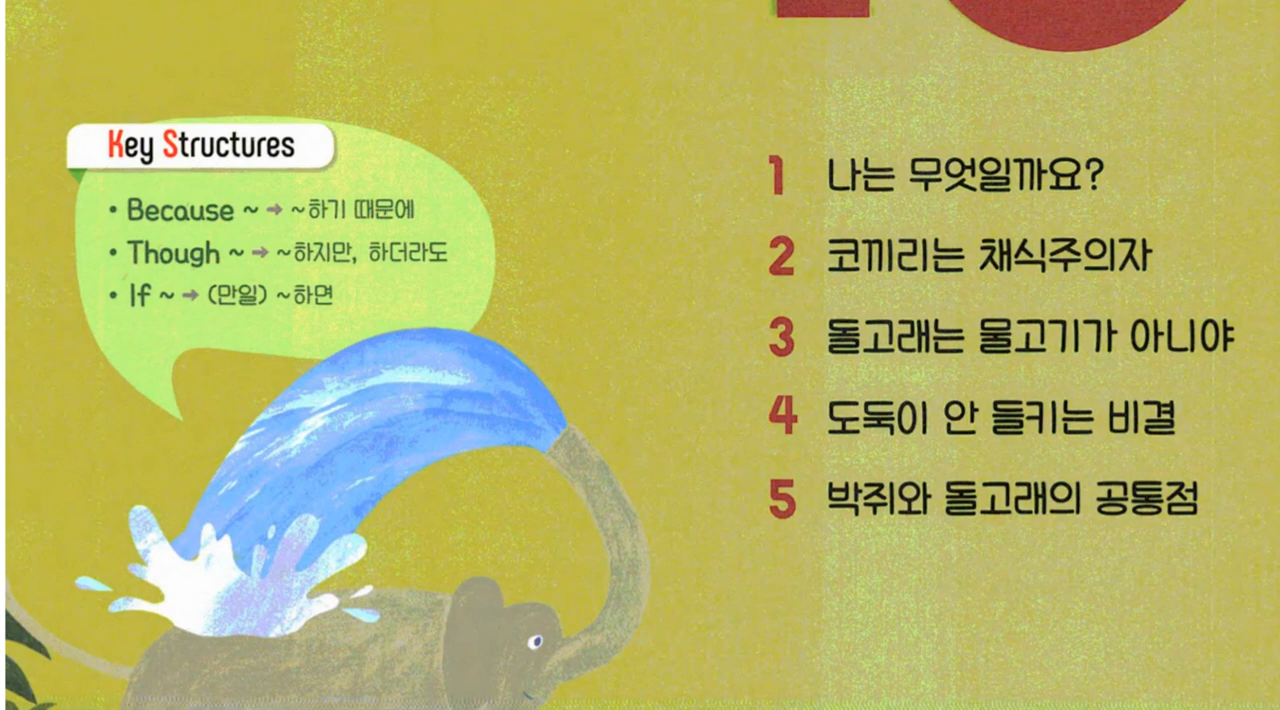 Key Structures
• Because ~ ➔ ~하기 때문에
• Though ~ ➔ ~하지만, 하더라도
• If ~ ➔ (만일) ~하면
1 나는 무엇일까요?
2 코끼리는 채식주의자
3 돌고래는 물고기가 아니야
4 도둑이 안 들키는 비결
5 박쥐와 돌고래의 공통점